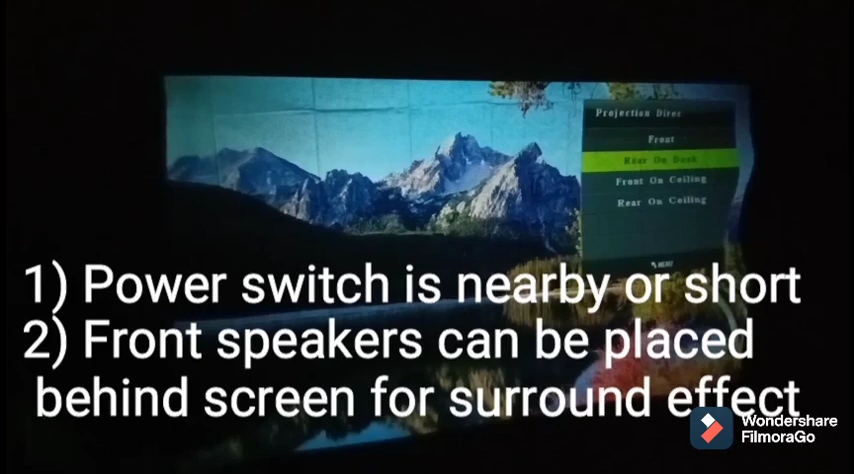 Projection Direc
Front
Rear On Desk
Front On Ceiling
Rear On Ceiling
MENU
1) Power switch is nearby or short
2) Front speakers can be placed
behind screen for surround effect
Wondershare
FilmoraGo